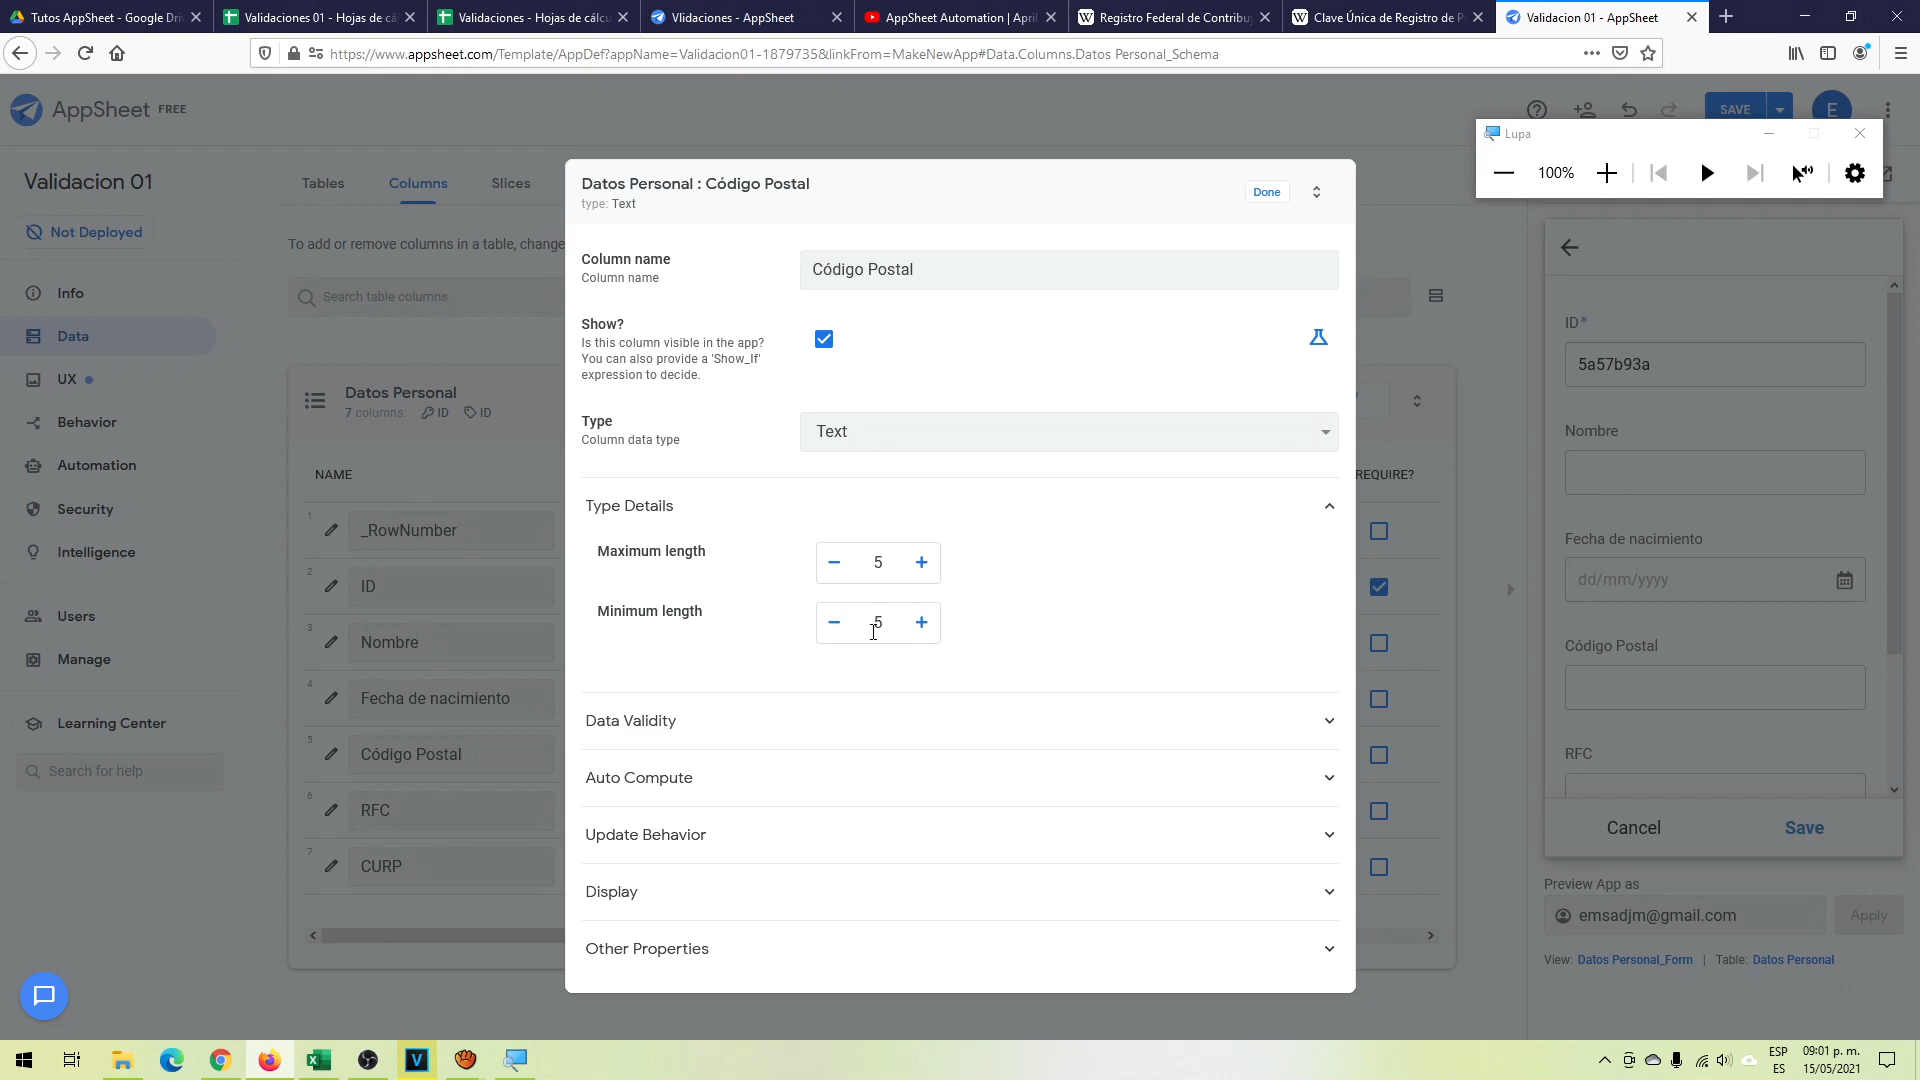 Tutos AppSheet - Google Dri
Validaciones 01 - Hojas de cá
Validaciones - Hojas de cálcu
Vlidaciones - AppSheet
AppSheet Automation | April
Registro Federal de Contribu
Clave Única de Registro de P
Validacion 01 - AppSheet
https://www.appsheet.com/Template/AppDef?appName=Validacion01-1879735&linkFrom=MakeNewApp#Data.Columns.Datos Personal_Schema
AppSheet FREE
SAVE
E
Lupa
100%
Validacion 01
Not Deployed
Info
Data
UX
Behavior
Automation
Security
Intelligence
Users
Manage
Learning Center
Search for help
Tables
Columns
Slices
To add or remove columns in a table, change
Search table columns
Datos Personal
7 columns: ID ID
NAME
REQUIRE?
1 _RowNumber
2 ID
3 Nombre
4 Fecha de nacimiento
5 Código Postal
6 RFC
7 CURP
Datos Personal : Código Postal
type: Text
Done
Column name
Column name
Código Postal
Show?
Is this column visible in the app?
You can also provide a 'Show_If'
expression to decide.
Type
Column data type
Text
Type Details
Maximum length
5
Minimum length
5
Data Validity
Auto Compute
Update Behavior
Display
Other Properties
ID*
5a57b93a
Nombre
Fecha de nacimiento
dd/mm/yyyy
Código Postal
RFC
Cancel
Save
Preview App as
emsadjm@gmail.com
Apply
View: Datos Personal_Form | Table: Datos Personal
ESP
ES
09:01 p. m.
15/05/2021